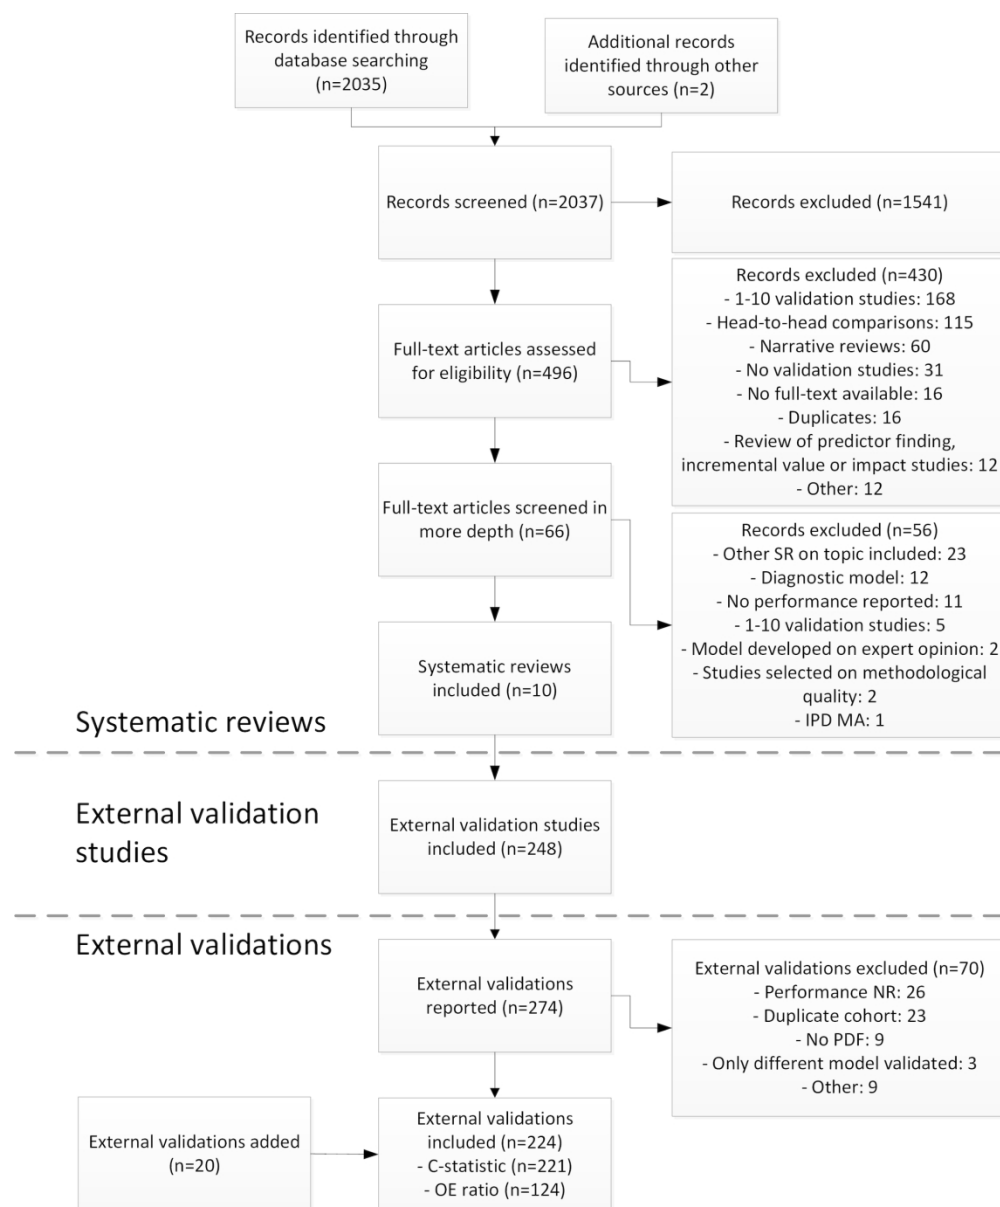 Records identified through
database searching
(n=2035)
Additional records
identified through other
sources (n=2)
Records screened (n=2037)
Records excluded (n=1541)
Full-text articles assessed
for eligibility (n=496)
Records excluded (n=430)
- 1-10 validation studies: 168
- Head-to-head comparisons: 115
- Narrative reviews: 60
- No validation studies: 31
- No full-text available: 16
- Duplicates: 16
- Review of predictor finding,
incremental value or impact studies: 12
- Other: 12
Full-text articles screened in
more depth (n=66)
Records excluded (n=56)
- Other SR on topic included: 23
- Diagnostic model: 12
- No performance reported: 11
- 1-10 validation studies: 5
- Model developed on expert opinion: 2
- Studies selected on methodological
quality: 2
- IPD MA: 1
Systematic reviews
included (n=10)
Systematic reviews
External validation
studies
External validation studies
included (n=248)
External validations
External validations
reported (n=274)
External validations excluded (n=70)
- Performance NR: 26
- Duplicate cohort: 23
- No PDF: 9
- Only different model validated: 3
- Other: 9
External validations added
(n=20)
External validations
included (n=224)
- C-statistic (n=221)
- OE ratio (n=124)